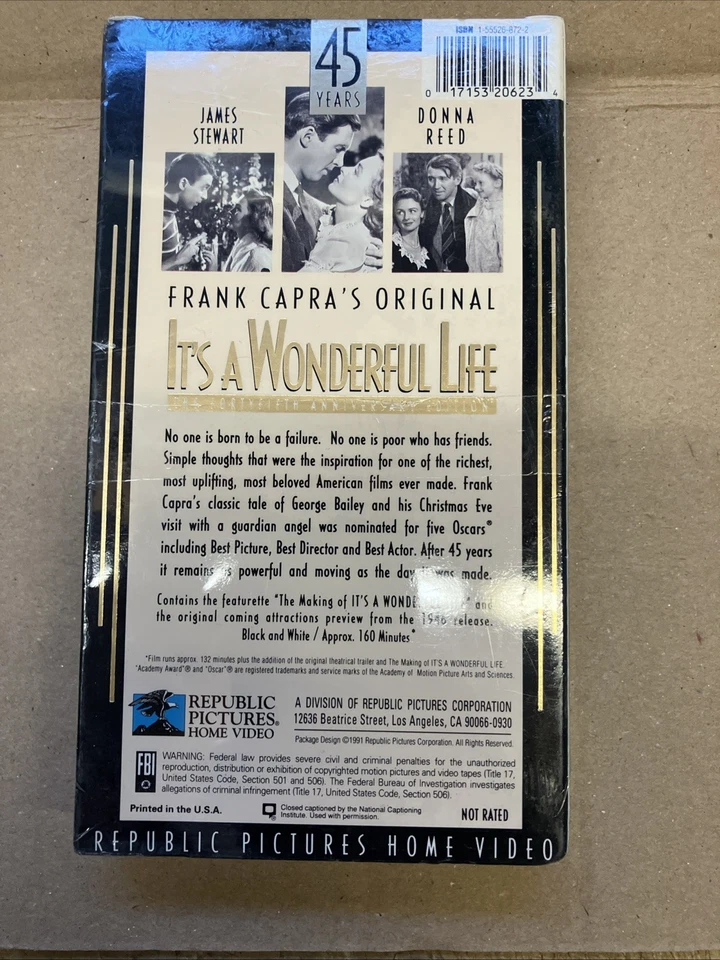 ISBN 1-55526-872-2
0 17153 20623 4
45
YEARS
JAMES
STEWART
DONNA
REED
FRANK CAPRA'S ORIGINAL
IT'S A WONDERFUL LIFE
FORTY-FIFTH ANNIVERSARY EDITION
No one is born to be a failure. No one is poor who has friends.
Simple thoughts that were the inspiration for one of the richest,
most uplifting, most beloved American films ever made. Frank
Capra's classic tale of George Bailey and his Christmas Eve
visit with a guardian angel was nominated for five Oscars®
including Best Picture, Best Director and Best Actor. After 45 years
it remains as powerful and moving as the day it was made.
Contains the featurette "The Making of IT'S A WONDE and
the original coming attractions preview from the 1946 release.
Black and White / Approx. 160 Minutes*
*Film runs approx. 132 minutes plus the addition of the original theatrical trailer and The Making of IT'S A WONDERFUL LIFE.
"Academy Award"® and "Oscar"® are registered trademarks and service marks of the Academy of Motion Picture Arts and Sciences.
REPUBLIC
PICTURES®
HOME VIDEO
A DIVISION OF REPUBLIC PICTURES CORPORATION
12636 Beatrice Street, Los Angeles, CA 90066-0930
Package Design ©1991 Republic Pictures Corporation. All Rights Reserved.
FBI
WARNING: Federal law provides severe civil and criminal penalties for the unauthorized
reproduction, distribution or exhibition of copyrighted motion pictures and video tapes (Title 17,
United States Code, Section 501 and 506). The Federal Bureau of Investigation investigates
allegations of criminal infringement (Title 17, United States Code, Section 506).
Printed in the U.S.A.
Closed captioned by the National Captioning
Institute. Used with permission.
NOT RATED
REPUBLIC PICTURES HOME VIDEO